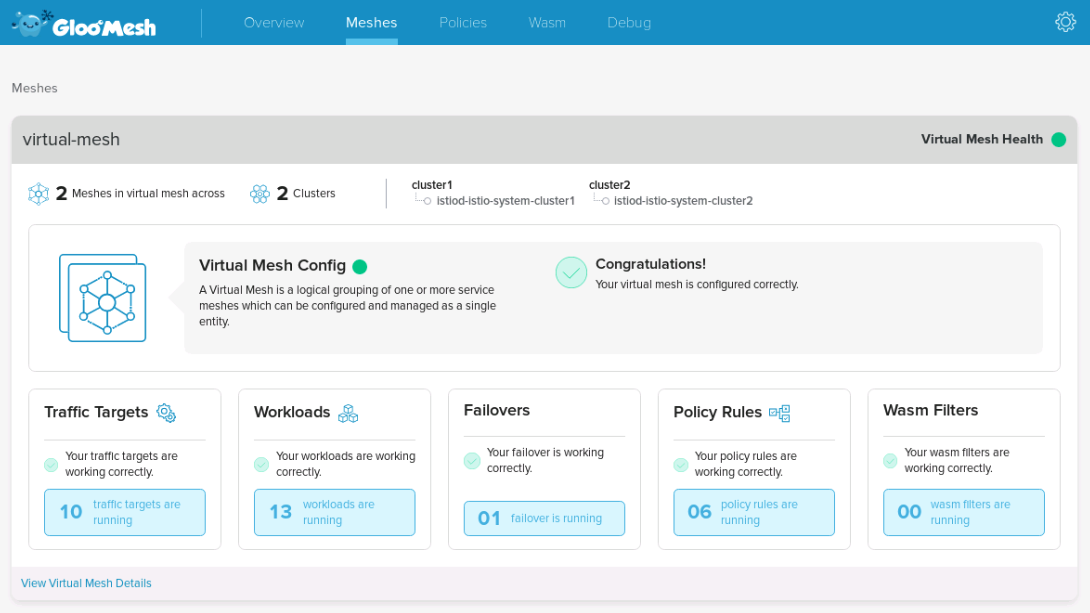 Gloo Mesh
Overview
Meshes
Policies
Wasm
Debug
Meshes
virtual-mesh
Virtual Mesh Health
2 Meshes in virtual mesh across
2 Clusters
cluster1
istiod-istio-system-cluster1
cluster2
istiod-istio-system-cluster2
Virtual Mesh Config
A Virtual Mesh is a logical grouping of one or more service
meshes which can be configured and managed as a single
entity.
Congratulations!
Your virtual mesh is configured correctly.
Traffic Targets
Your traffic targets are
working correctly.
10 traffic targets are
running
Workloads
Your workloads are working
correctly.
13 workloads are
running
Failovers
Your failover is working
correctly.
01 failover is running
Policy Rules
Your policy rules are
working correctly.
06 policy rules are
running
Wasm Filters
Your wasm filters are
working correctly.
00 wasm filters are
running
View Virtual Mesh Details